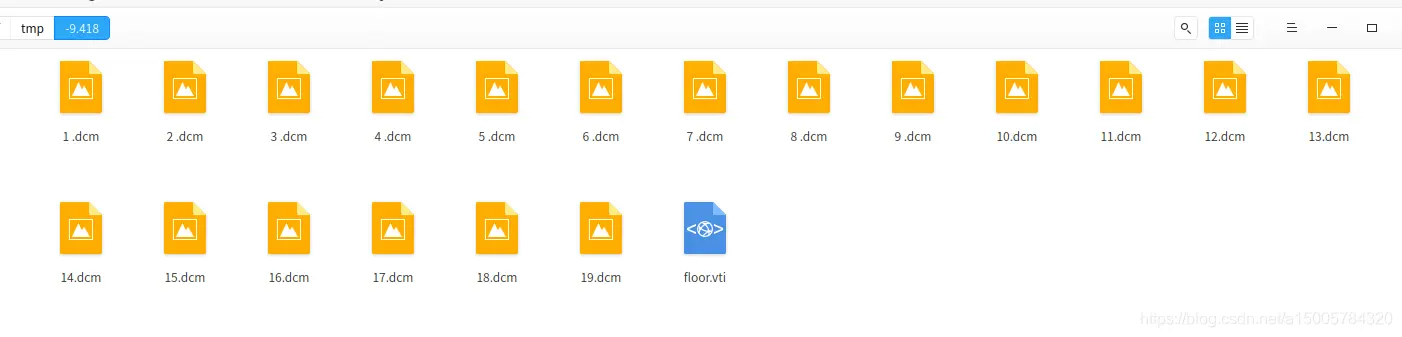 tmp -9.418
1 .dcm 2 .dcm 3 .dcm 4 .dcm 5 .dcm 6 .dcm 7 .dcm 8 .dcm 9 .dcm 10.dcm 11.dcm 12.dcm 13.dcm
14.dcm 15.dcm 16.dcm 17.dcm 18.dcm 19.dcm floor.vti
https://blog.csdn.net/a15005784320